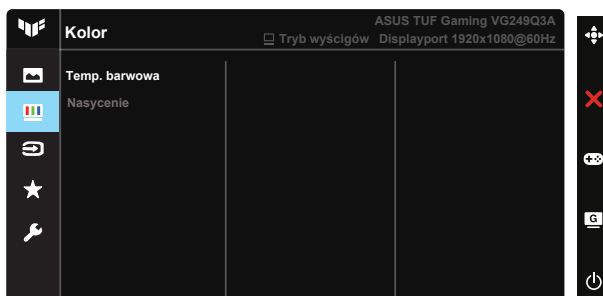 Kolor
ASUS TUF Gaming VG249Q3A
Tryb wyścigów Displayport 1920x1080@60Hz
Temp. barwowa
Nasycenie
G